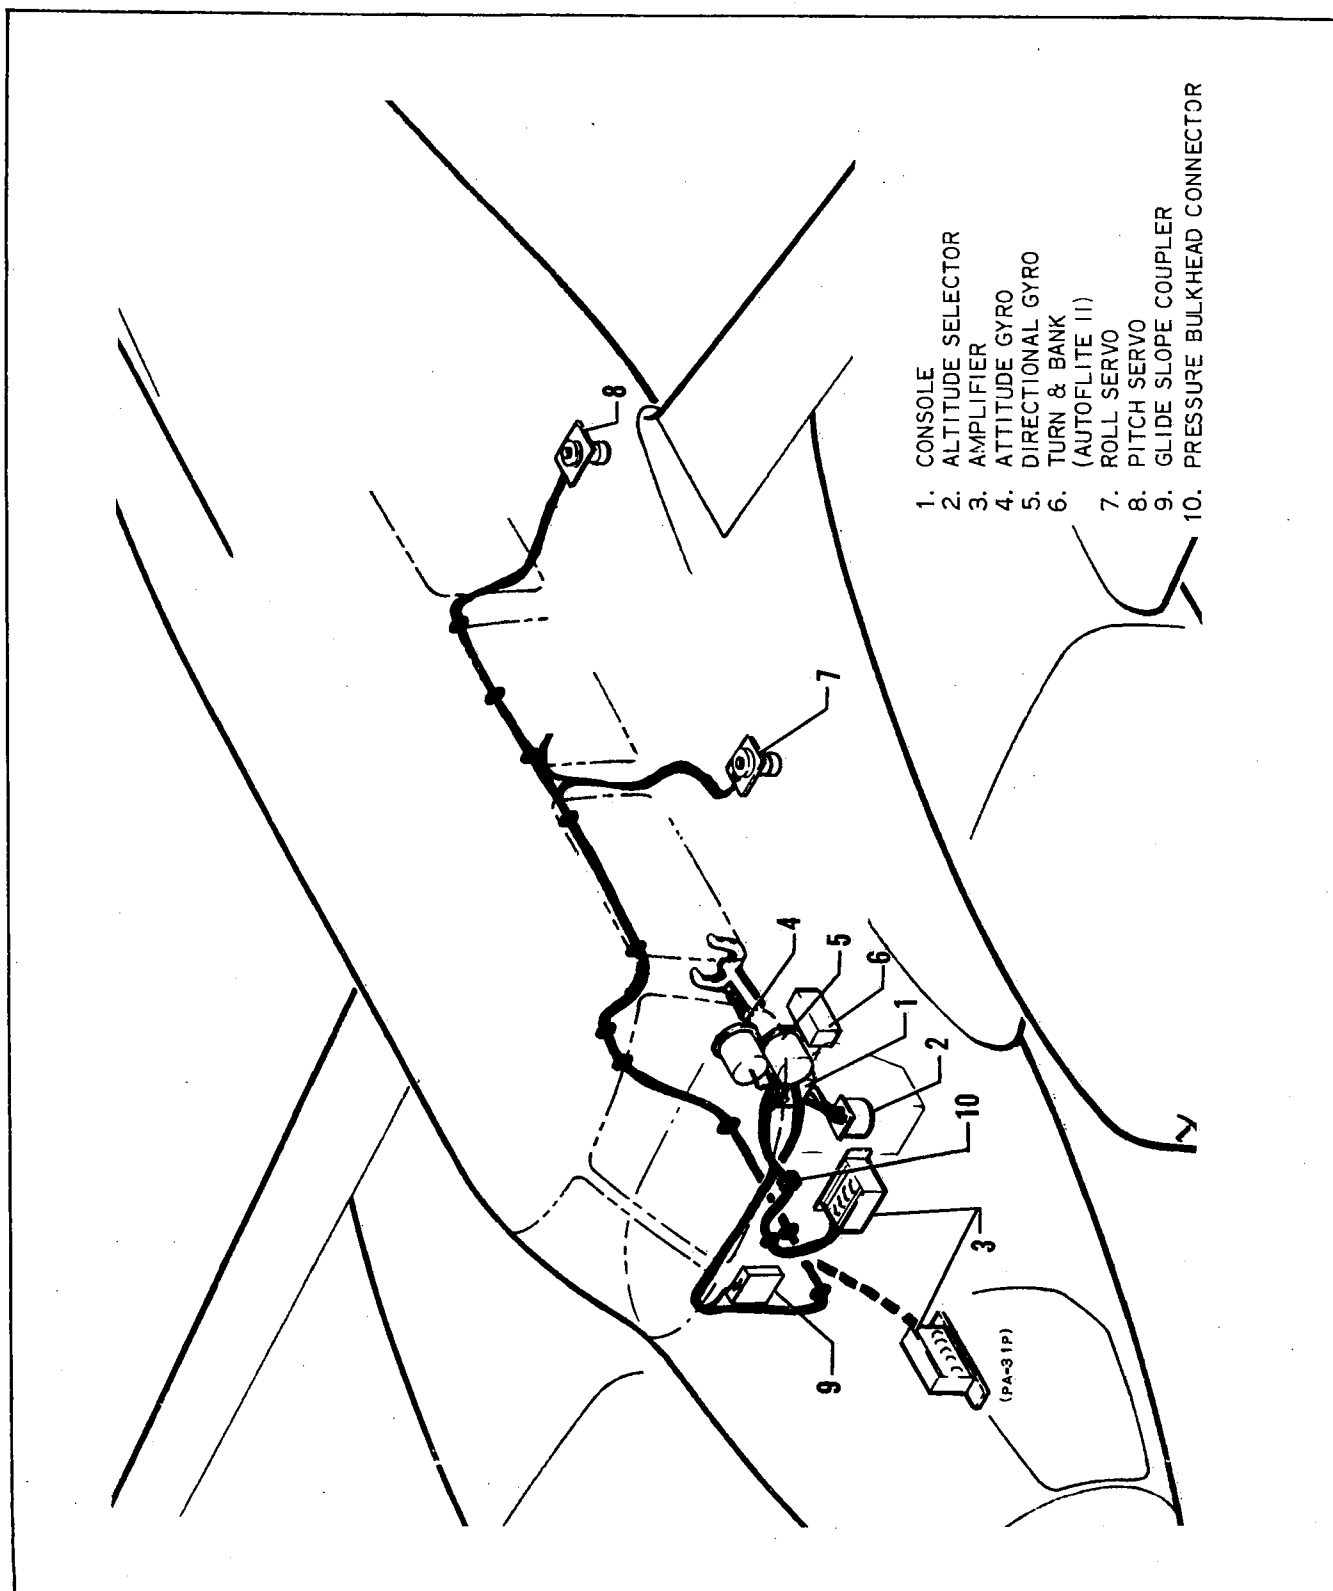 1. CONSOLE
2. ALTITUDE SELECTOR
3. AMPLIFIER
4. ATTITUDE GYRO
5. DIRECTIONAL GYRO
6. TURN & BANK
(AUTOFLITE II)
7. ROLL SERVO
8. PITCH SERVO
9. GLIDE SLOPE COUPLER
10. PRESSURE BULKHEAD CONNECTOR
8
7
4
5
6
1
2
10
3
9
(PA-31P)